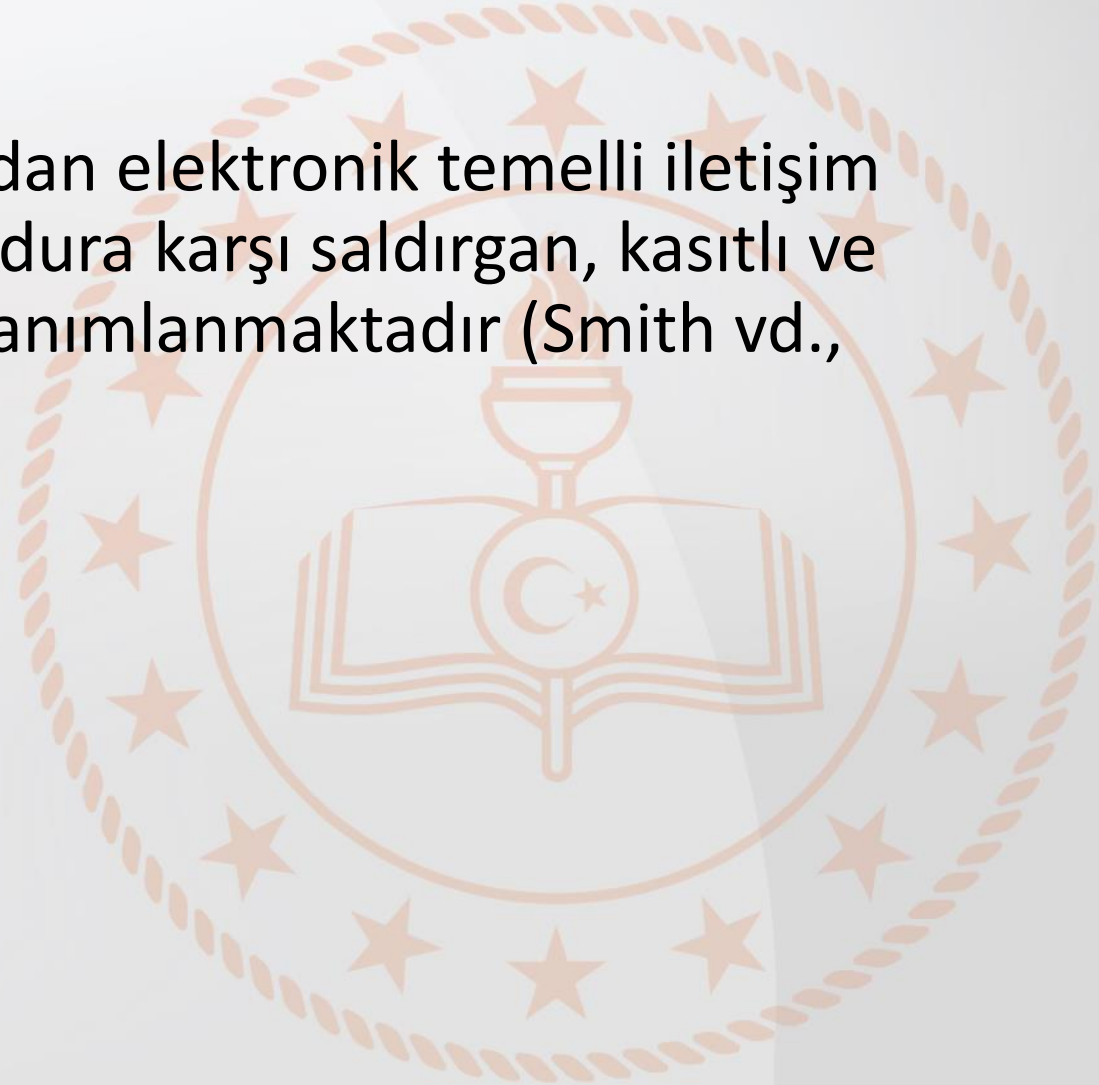 dan elektronik temelli iletişim
dura karşı saldırgan, kasıtlı ve
anımlanmaktadır (Smith vd.,